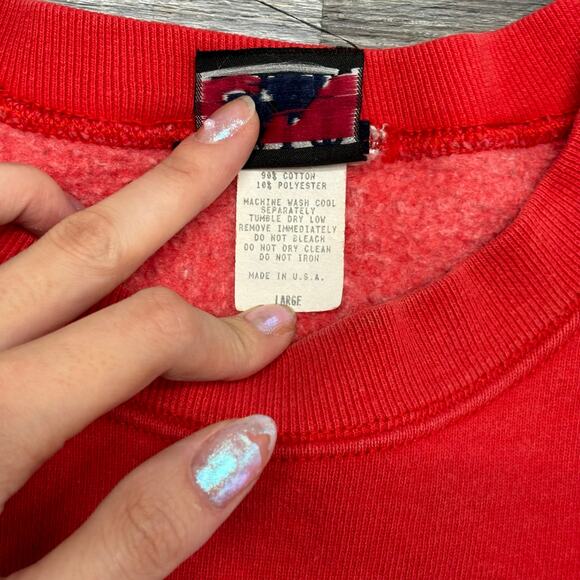 90% COTTON
10% POLYESTER
MACHINE WASH COOL
SEPARATELY
TUMBLE DRY LOW
REMOVE IMMEDIATELY
DO NOT BLEACH
DO NOT DRY CLEAN
DO NOT IRON
MADE IN U.S.A.
LARGE